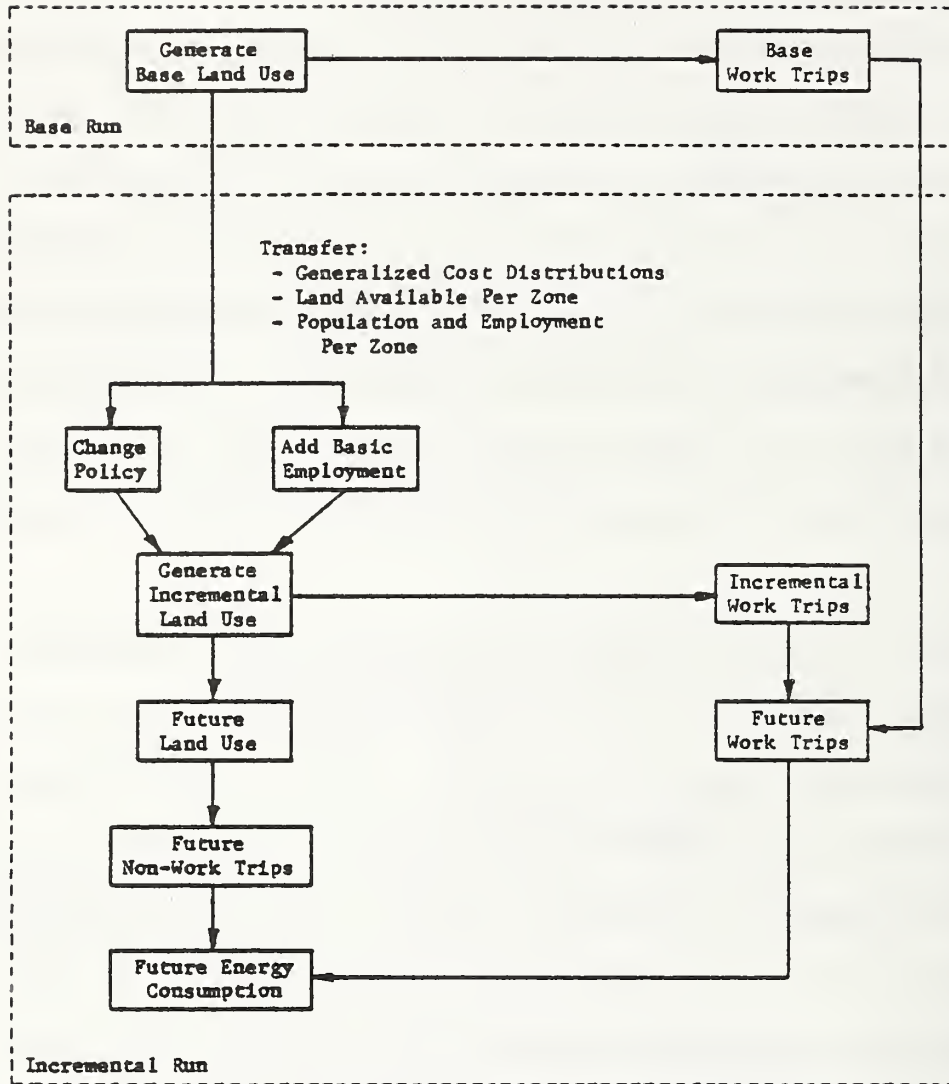 Generate
Base Land Use
Base
Work Trips
Base Run
Transfer:
- Generalized Cost Distributions
- Land Available Per Zone
- Population and Employment
Per Zone
Change
Policy
Add Basic
Employment
Generate
Incremental
Land Use
Incremental
Work Trips
Future
Land Use
Future
Work Trips
Future
Non-Work Trips
Future Energy
Consumption
Incremental Run